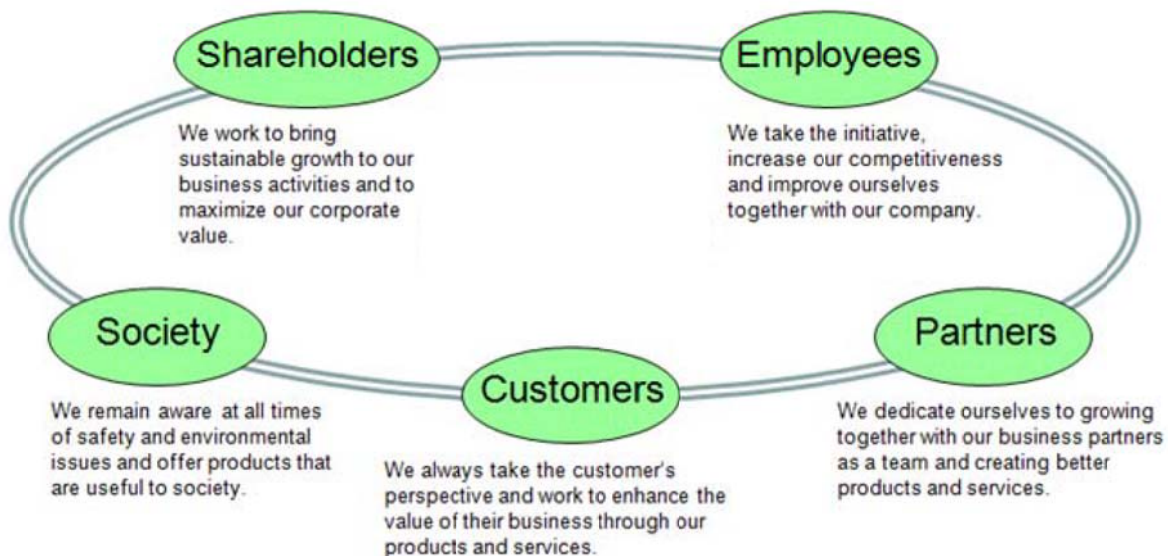 Shareholders
We work to bring
sustainable growth to our
business activities and to
maximize our corporate
value.
Employees
We take the initiative,
increase our competitiveness
and improve ourselves
together with our company.
Society
We remain aware at all times
of safety and environmental
issues and offer products that
are useful to society.
Customers
We always take the customer's
perspective and work to enhance the
value of their business through our
products and services.
Partners
We dedicate ourselves to growing
together with our business partners
as a team and creating better
products and services.